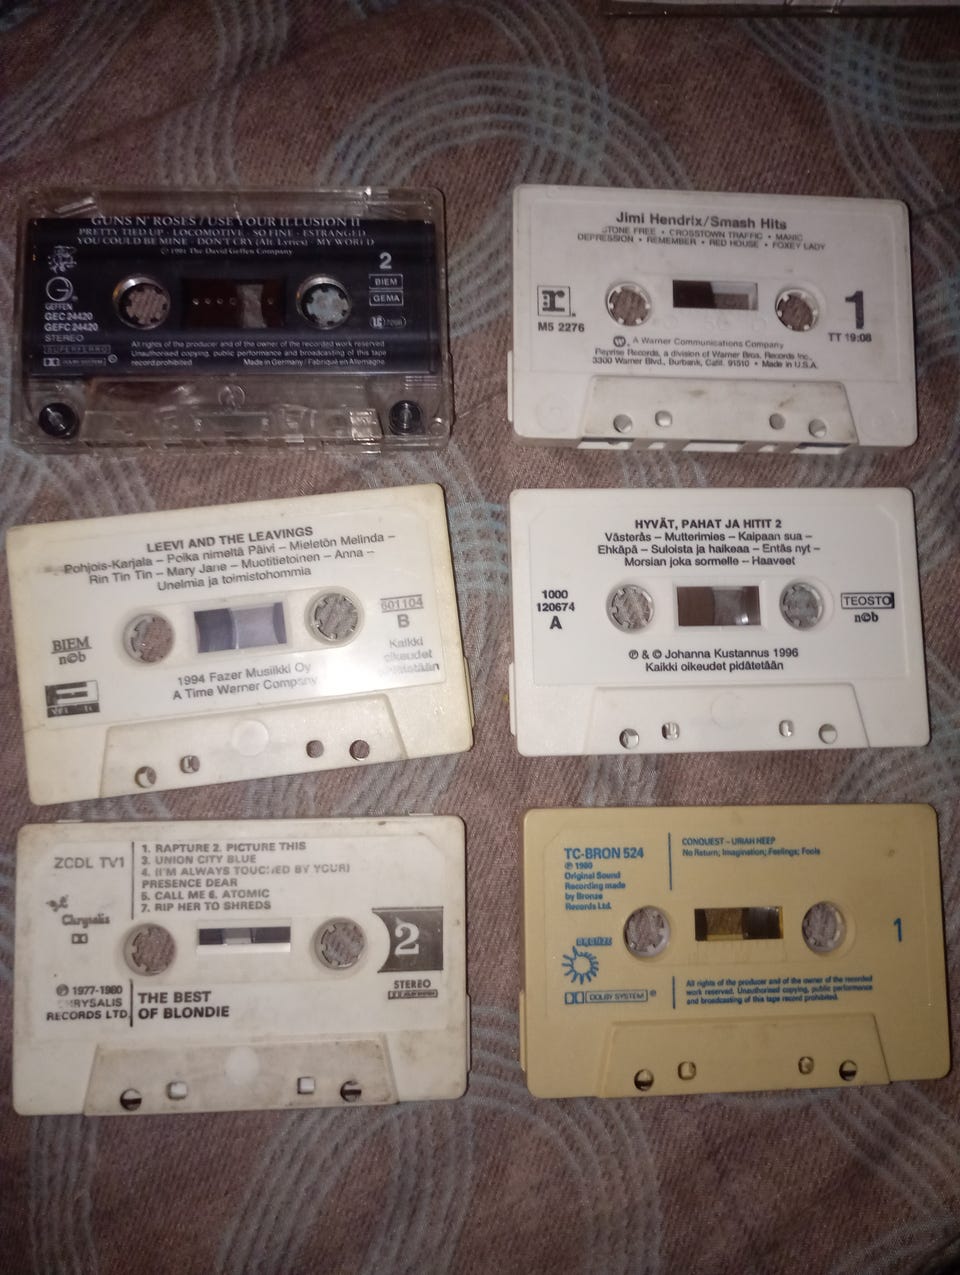 GUNS N' ROSES / USE YOUR ILLUSION II
PRETTY TIED UP · LOCOMOTIVE · SO FINE · ESTRANGED
YOU COULD BE MINE · DON'T CRY (Alt. Lyrics) · MY WORLD
℗ 1991 The David Geffen Company
2
BIEM
GEMA
GEFFEN
GEC 24420
GEFC 24420
STEREO
SUPERFERRO
DOLBY SYSTEM
All rights of the producer and of the owner of the recorded work reserved.
Unauthorised copying, public performance and broadcasting of this tape
record prohibited.
Made in Germany / Fabriqué en Allemagne
Jimi Hendrix/Smash Hits
STONE FREE • CROSSTOWN TRAFFIC • MANIC
DEPRESSION • REMEMBER • RED HOUSE • FOXEY LADY
r
M5 2276
1
TT 19:08
A Warner Communications Company
Reprise Records, a division of Warner Bros. Records Inc.,
3300 Warner Blvd., Burbank, Calif. 91510 • Made in U.S.A.
LEEVI AND THE LEAVINGS
Pohjois-Karjala – Poika nimeltä Päivi – Mieletön Melinda –
Rin Tin Tin – Mary Jane – Muotitietoinen – Anna –
Unelmia ja toimistohommia
BIEM
n©b
601104
B
Kaikki
oikeudet
pidätetään
1994 Fazer Musiikki Oy
A Time Warner Company
HYVÄT, PAHAT JA HITIT 2
Västerås – Mutterimies – Kaipaan sua –
Ehkäpä – Suloista ja haikeaa – Entäs nyt –
Morsian joka sormelle – Haaveet
1000
120674
A
TEOSTO
n©b
℗ & © Johanna Kustannus 1996
Kaikki oikeudet pidätetään
ZCDL TV1
1. RAPTURE 2. PICTURE THIS
3. UNION CITY BLUE
4. (I'M ALWAYS TOUCHED BY YOUR)
PRESENCE DEAR
5. CALL ME 6. ATOMIC
7. RIP HER TO SHREDS
Chrysalis
2
STEREO
℗ 1977-1980
CHRYSALIS
RECORDS LTD.
THE BEST
OF BLONDIE
TC-BRON 524
℗ 1980
Original Sound
Recording made
by Bronze
Records Ltd.
CONQUEST – URIAH HEEP
No Return; Imagination; Feelings; Fools
BRONZE
1
DOLBY SYSTEM
All rights of the producer and of the owner of the recorded
work reserved. Unauthorised copying, public performance
and broadcasting of this tape record prohibited.